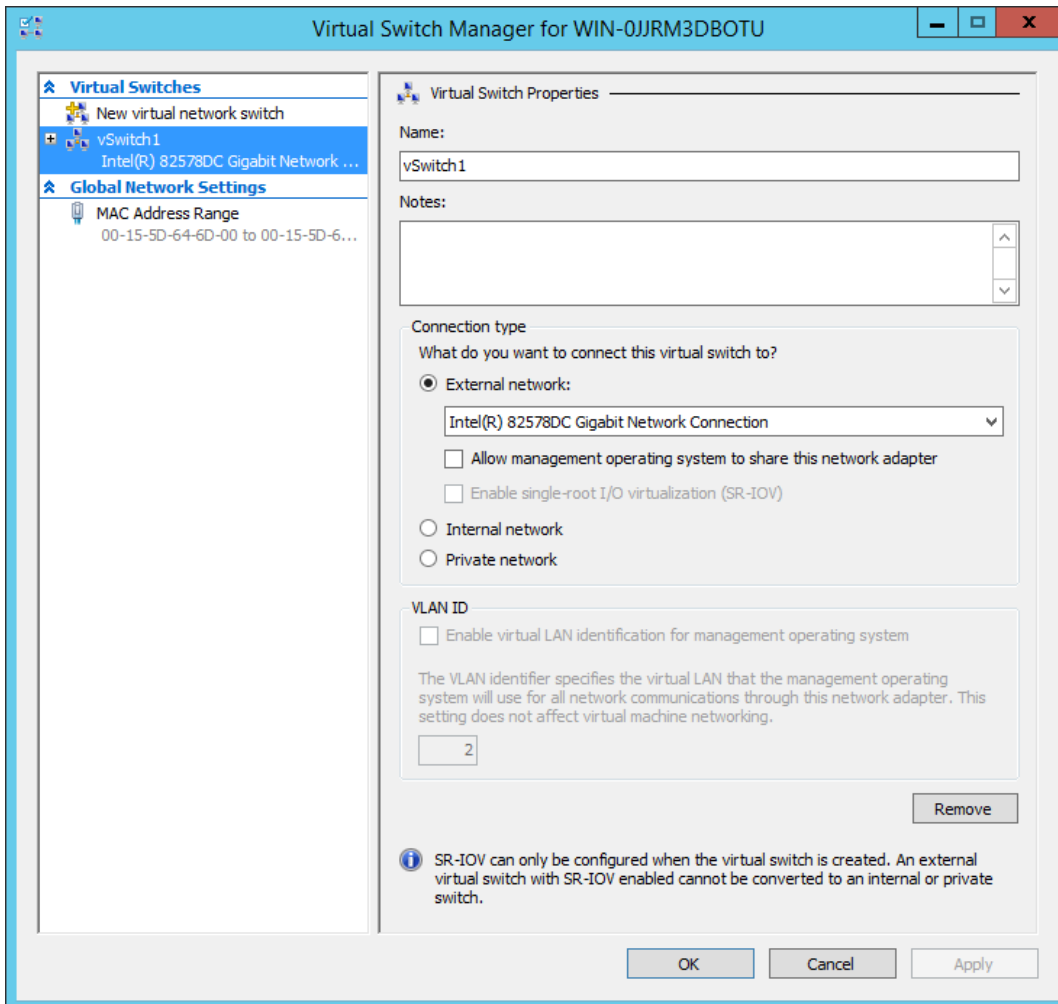 Virtual Switch Manager for WIN-0JJRM3DBOTU
Virtual Switches
New virtual network switch
vSwitch1
Intel(R) 82578DC Gigabit Network ...
Global Network Settings
MAC Address Range
00-15-5D-64-6D-00 to 00-15-5D-6...
Virtual Switch Properties
Name:
vSwitch1
Notes:
Connection type
What do you want to connect this virtual switch to?
External network:
Intel(R) 82578DC Gigabit Network Connection
Allow management operating system to share this network adapter
Enable single-root I/O virtualization (SR-IOV)
Internal network
Private network
VLAN ID
Enable virtual LAN identification for management operating system
The VLAN identifier specifies the virtual LAN that the management operating
system will use for all network communications through this network adapter. This
setting does not affect virtual machine networking.
2
Remove
SR-IOV can only be configured when the virtual switch is created. An external
virtual switch with SR-IOV enabled cannot be converted to an internal or private
switch.
OK
Cancel
Apply